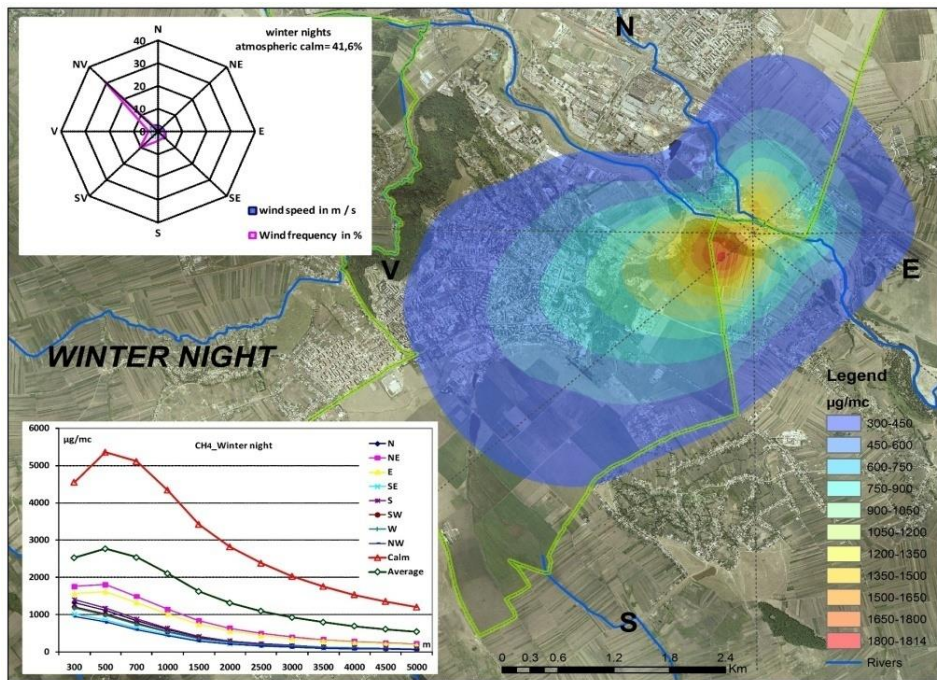 N
winter nights
atmospheric calm= 41,6%
40
30
20
10
0
NV
NE
V
E
SV
SE
S
wind speed in m / s
Wind frequency in %
N
V
E
S
WINTER NIGHT
6000
µg/mc
CH4_Winter night
5000
4000
3000
2000
1000
0
300 500 700 1000 1500 2000 2500 3000 3500 4000 4500 5000
m
N
NE
E
SE
S
SW
W
NW
Calm
Average
Legend
µg/mc
300-450
450-600
600-750
750-900
900-1050
1050-1200
1200-1350
1350-1500
1500-1650
1650-1800
1800-1814
Rivers
0 0.3 0.6 1.2 1.8 2.4
Km